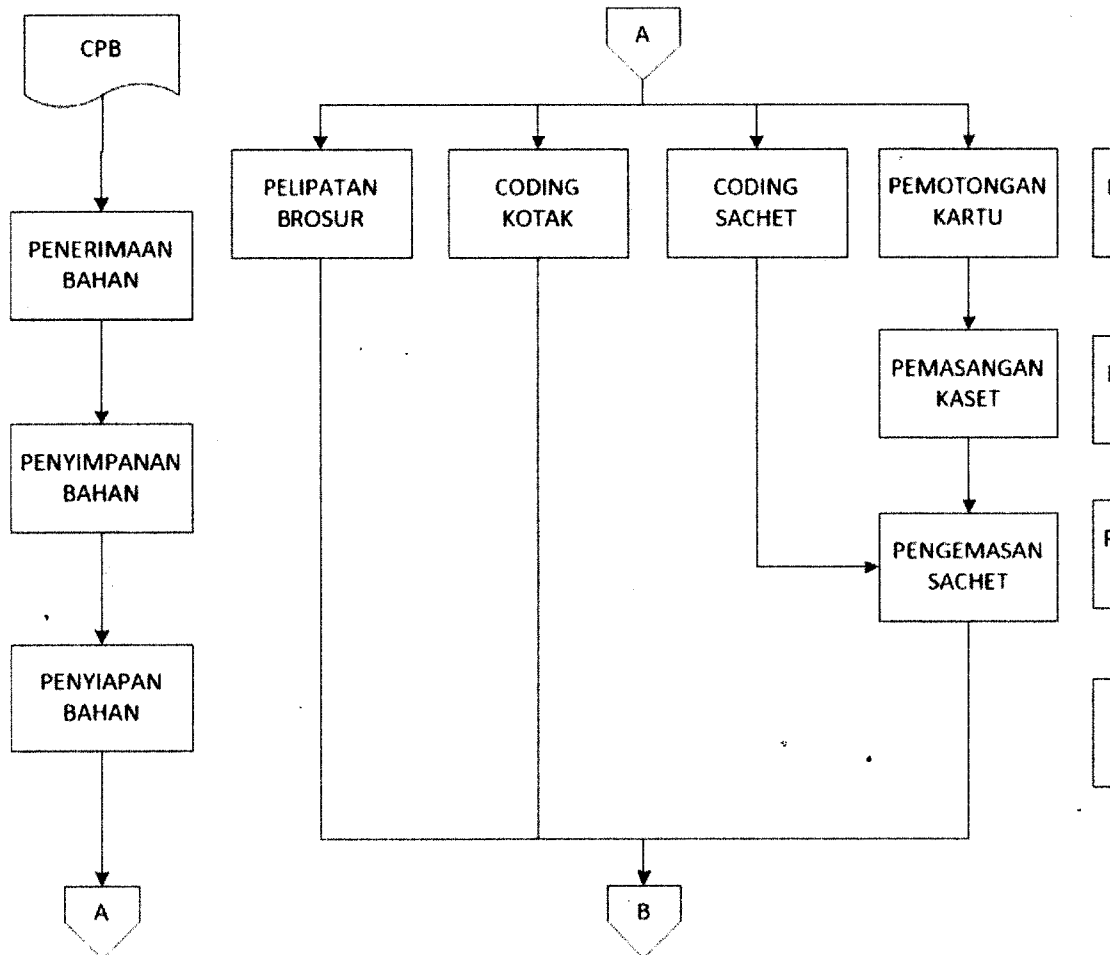 CPB
PENERIMAAN
BAHAN
PENYIMPANAN
BAHAN
PENYIAPAN
BAHAN
A
A
PELIPATAN
BROSUR
CODING
KOTAK
CODING
SACHET
PEMOTONGAN
KARTU
PEMASANGAN
KASET
PENGEMASAN
SACHET
B